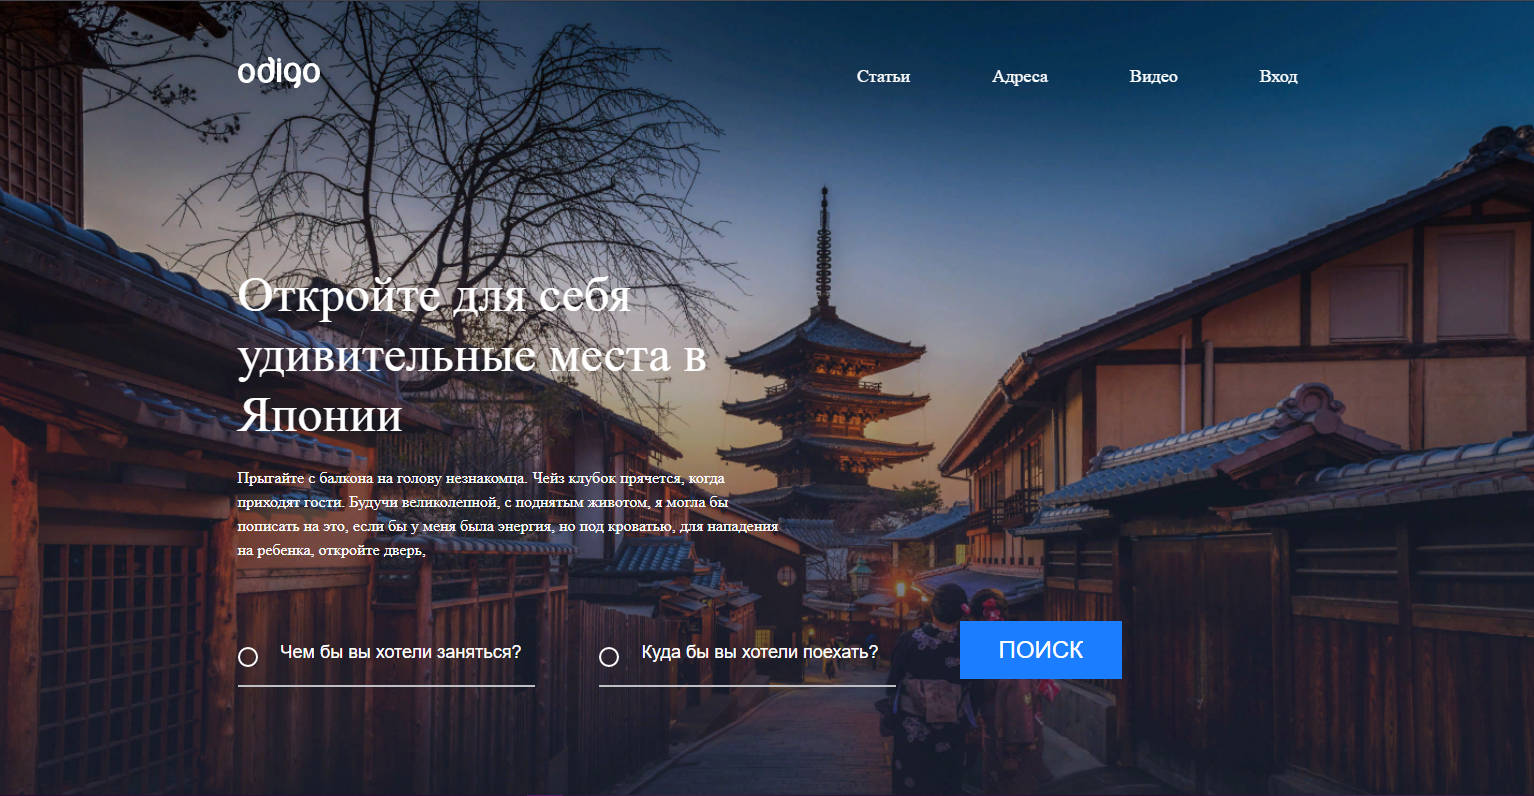 odigo
Статьи Адреса Видео Вход
Откройте для себя
удивительные места в
Японии
Прыгайте с балкона на голову незнакомца. Чейз клубок прячется, когда
приходят гости. Будучи великолепной, с поднятым животом, я могла бы
пописать на это, если бы у меня была энергия, но под кроватью, для нападения
на ребенка, откройте дверь,
Чем бы вы хотели заняться? Куда бы вы хотели поехать? ПОИСК